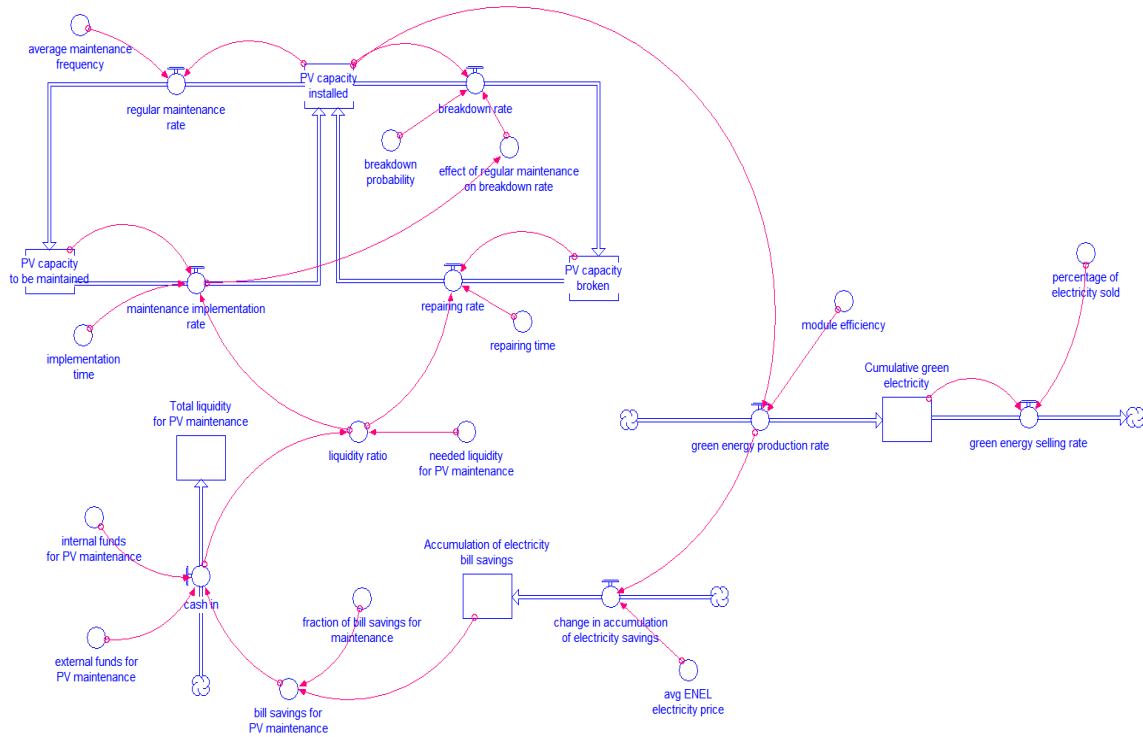 average maintenance
frequency
PV capacity
installed
regular maintenance
rate
breakdown rate
breakdown
probability
effect of regular maintenance
on breakdown rate
PV capacity
to be maintained
PV capacity
broken
percentage of
electricity sold
maintenance implementation
rate
repairing rate
module efficiency
implementation
time
repairing time
Cumulative green
electricity
Total liquidity
for PV maintenance
liquidity ratio
needed liquidity
for PV maintenance
green energy production rate
green energy selling rate
internal funds
for PV maintenance
Accumulation of electricity
bill savings
cash in
fraction of bill savings for
maintenance
change in accumulation
of electricity savings
external funds for
PV maintenance
bill savings for
PV maintenance
avg ENEL
electricity price